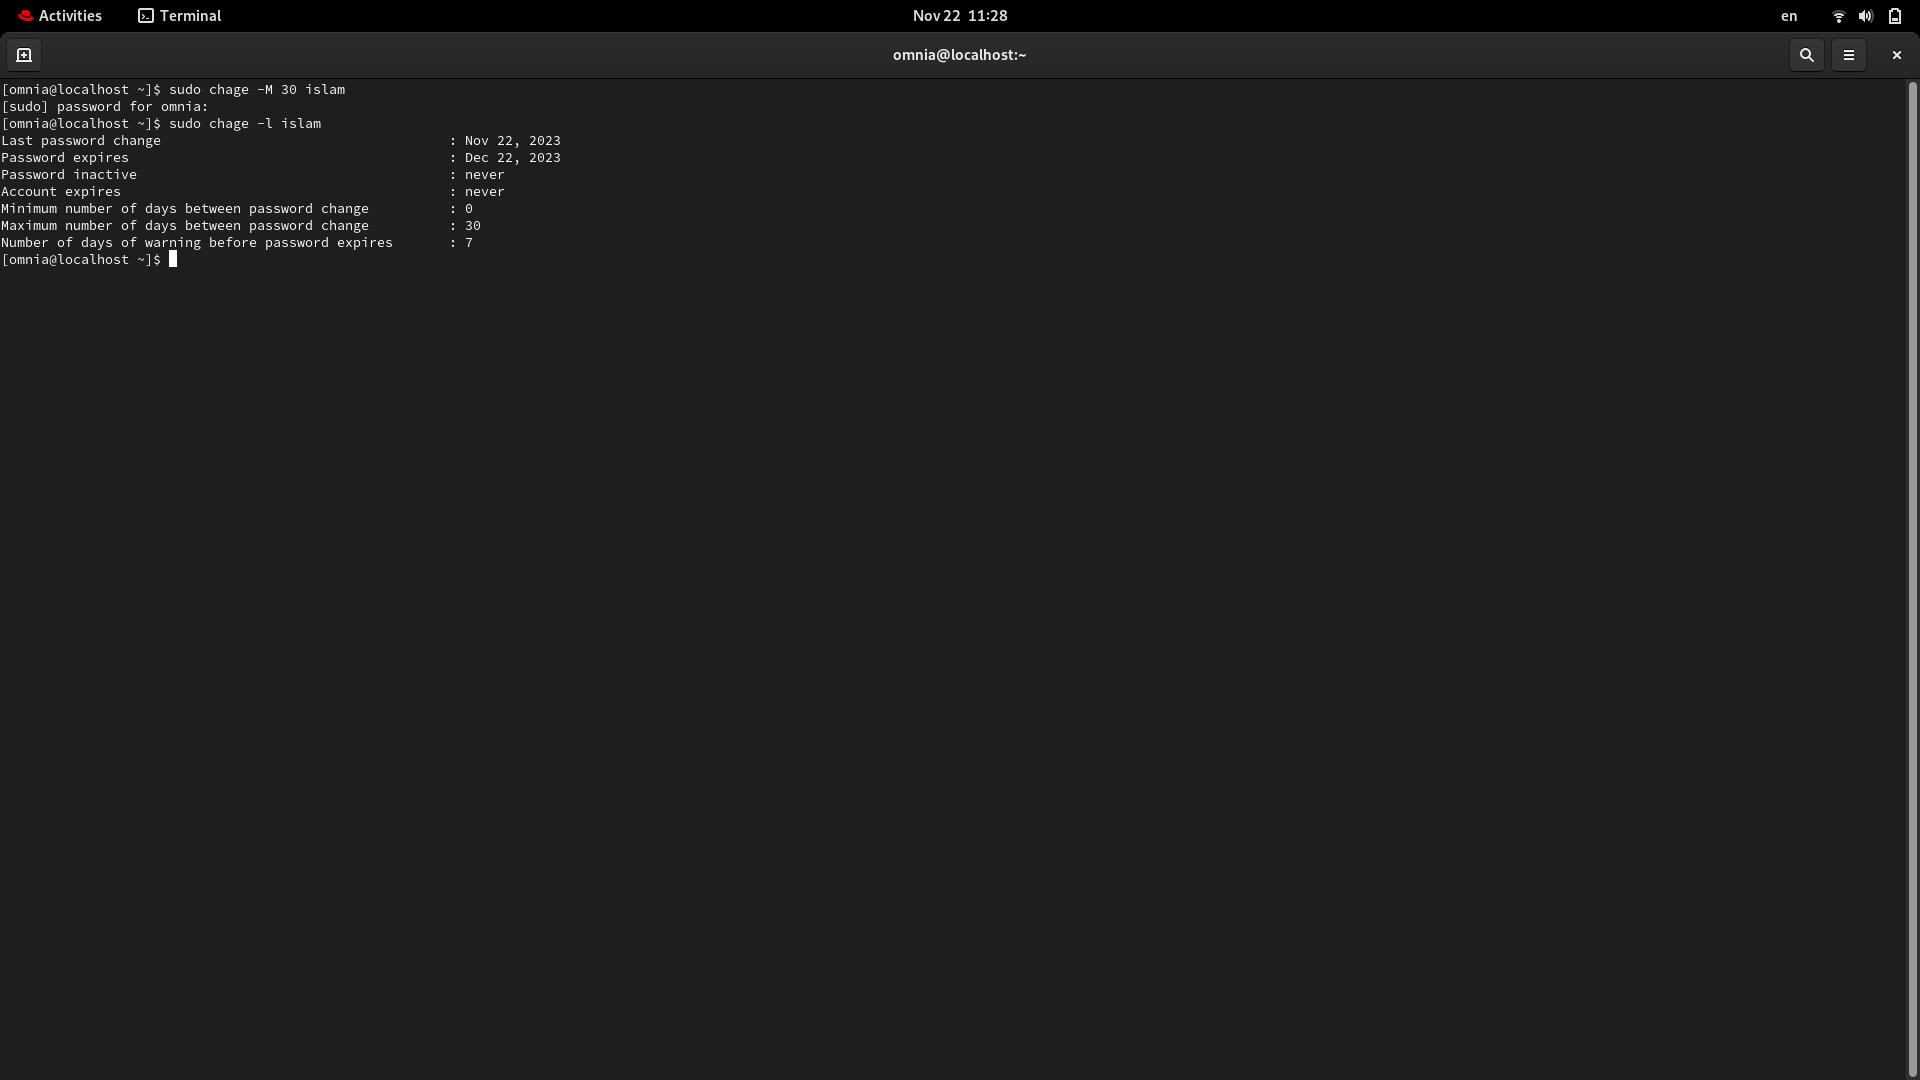 Activities Terminal Nov 22 11:28 en
omnia@localhost:~
[omnia@localhost ~]$ sudo chage -M 30 islam
[sudo] password for omnia:
[omnia@localhost ~]$ sudo chage -l islam
Last password change : Nov 22, 2023
Password expires : Dec 22, 2023
Password inactive : never
Account expires : never
Minimum number of days between password change : 0
Maximum number of days between password change : 30
Number of days of warning before password expires : 7
[omnia@localhost ~]$